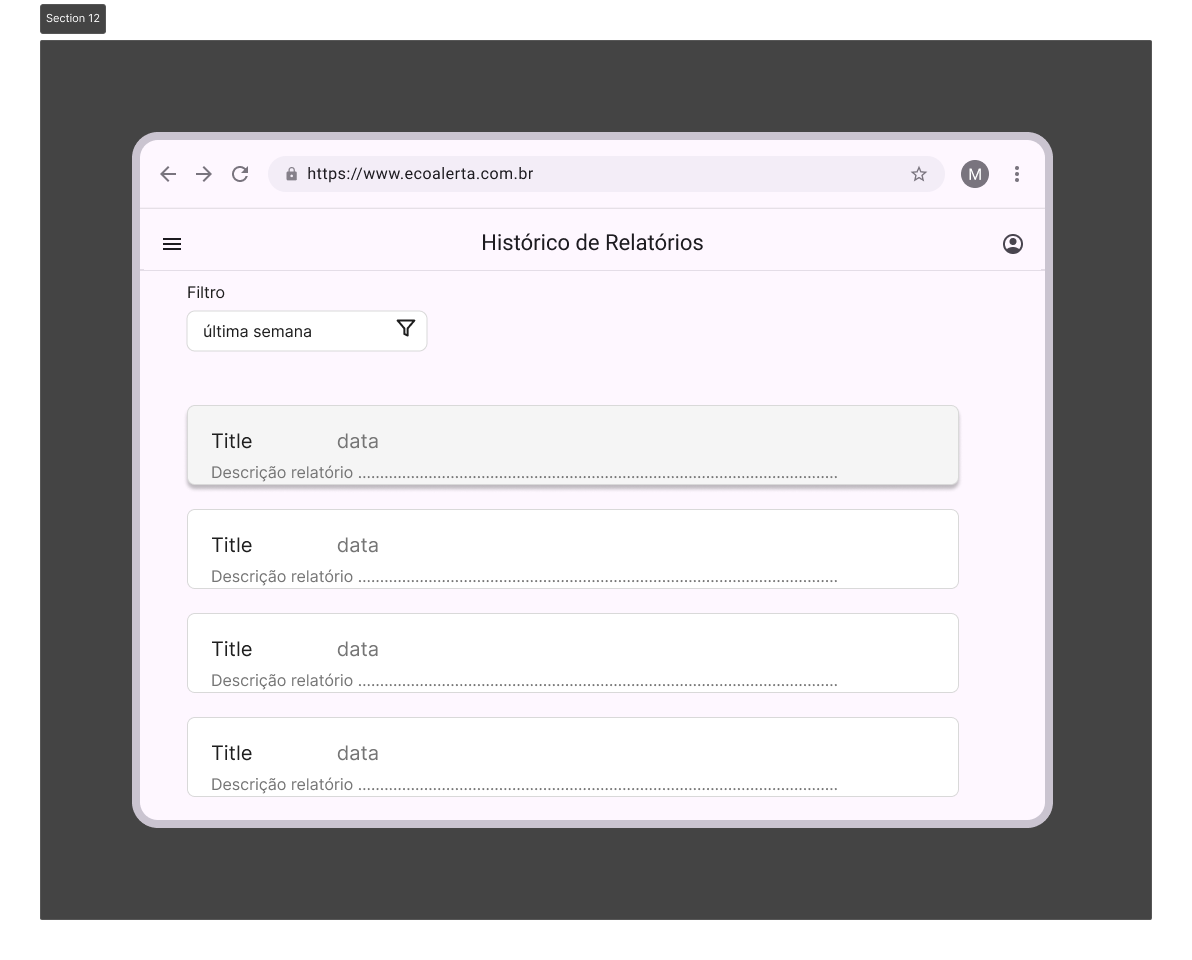 Section 12
https://www.ecoalerta.com.br
M
Histórico de Relatórios
Filtro
última semana
Title data
Descrição relatório .............................................................................................................
Title data
Descrição relatório .............................................................................................................
Title data
Descrição relatório .............................................................................................................
Title data
Descrição relatório .............................................................................................................